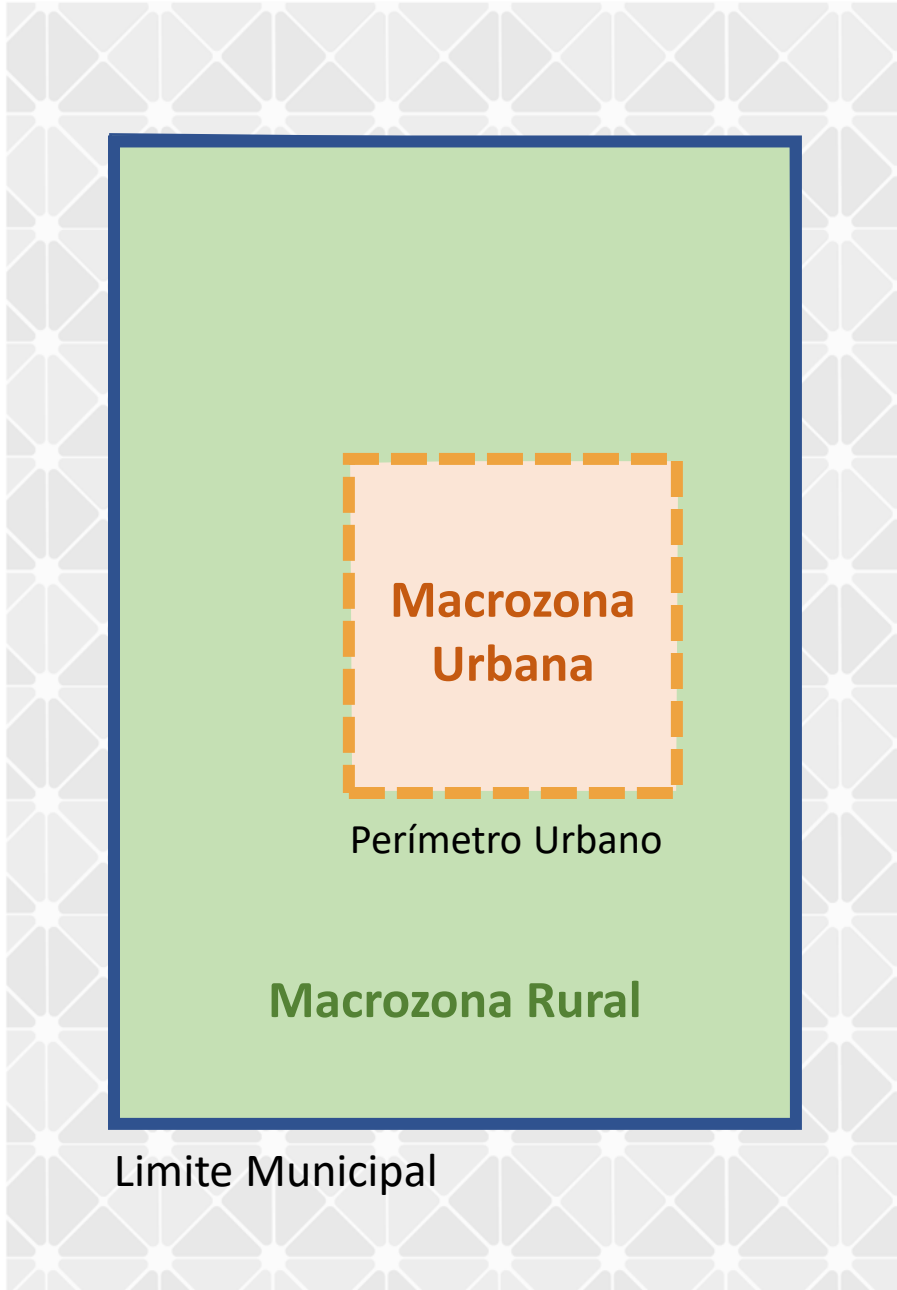 Macrozona
Urbana
Perímetro Urbano
Macrozona Rural
Limite Municipal